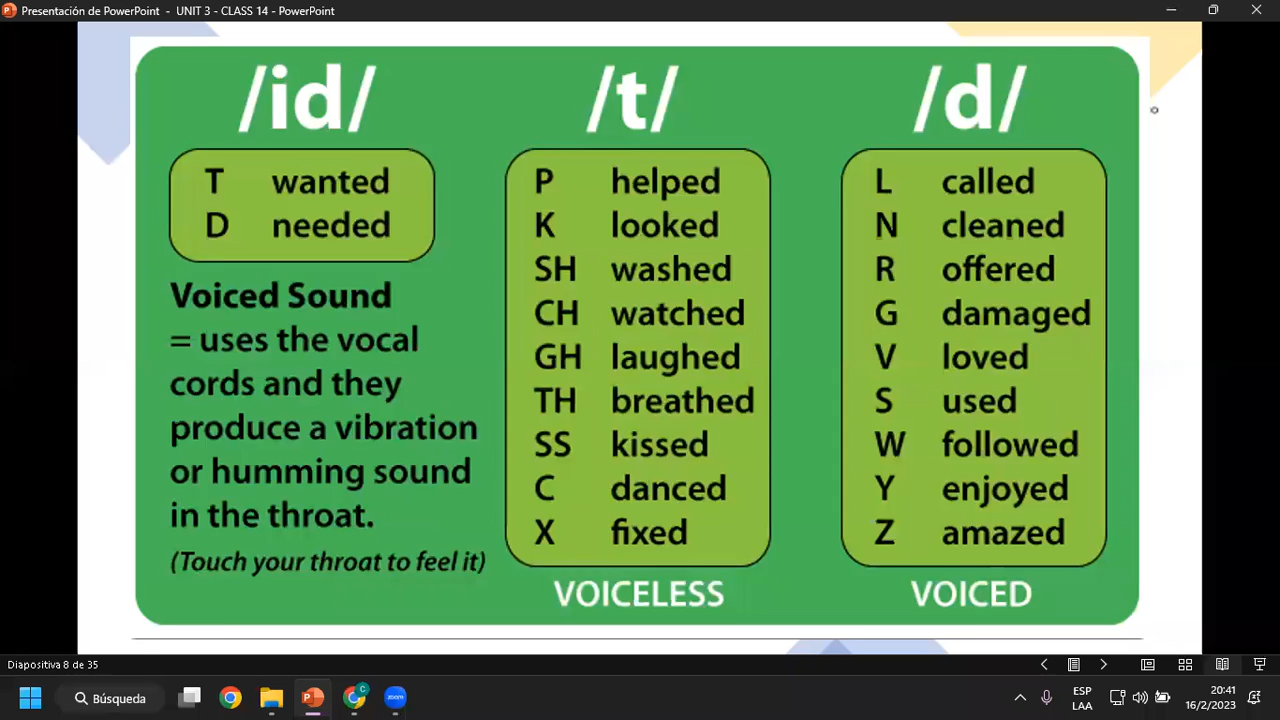 Presentación de PowerPoint - UNIT 3 - CLASS 14 - PowerPoint
/id/
T wanted
D needed
Voiced Sound
= uses the vocal
cords and they
produce a vibration
or humming sound
in the throat.
(Touch your throat to feel it)
/t/
P helped
K looked
SH washed
CH watched
GH laughed
TH breathed
SS kissed
C danced
X fixed
VOICELESS
/d/
L called
N cleaned
R offered
G damaged
V loved
S used
W followed
Y enjoyed
Z amazed
VOICED
Diapositiva 8 de 35
Búsqueda
C
zoom
ESP
LAA
20:41
16/2/2023